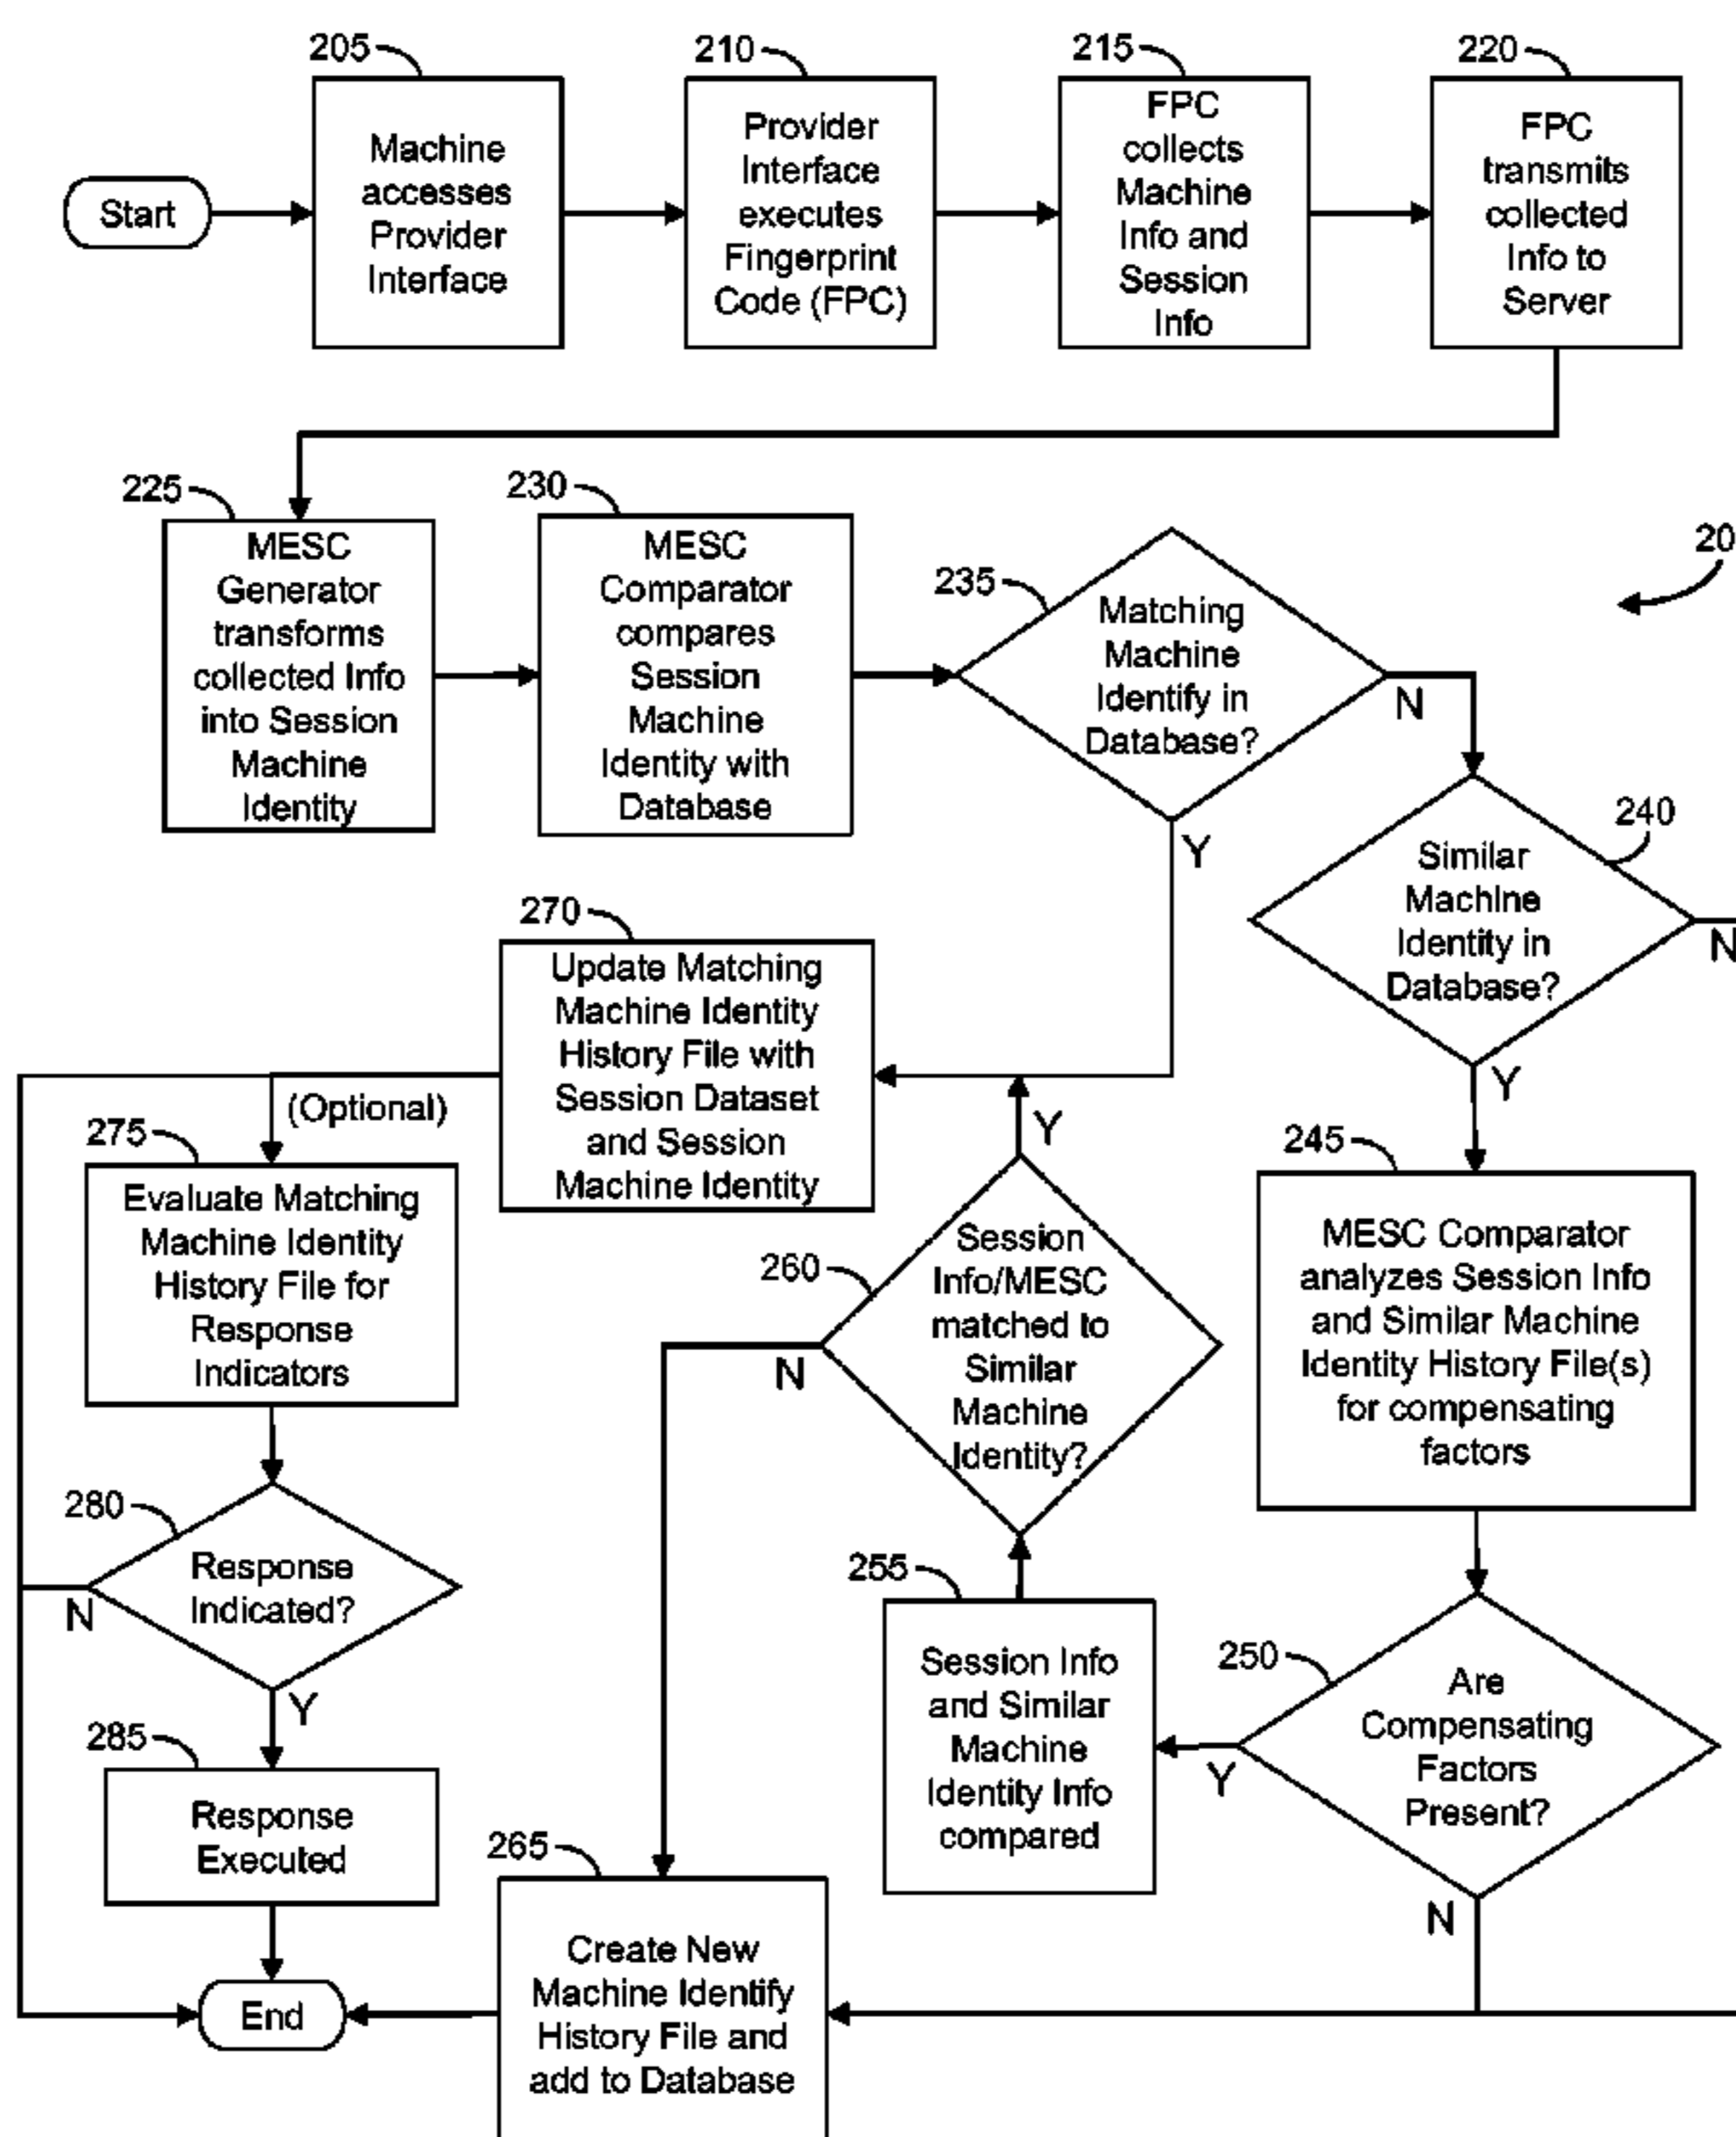 205
210
215
220
Start
Machine
accesses
Provider
Interface
Provider
Interface
executes
Fingerprint
Code (FPC)
FPC
collects
Machine
Info and
Session
Info
FPC
transmits
collected
Info to
Server
225
MESC
Generator
transforms
collected Info
into Session
Machine
Identity
230
MESC
Comparator
compares
Session
Machine
Identity with
Database
235
Matching
Machine
Identify in
Database?
N
Y
20
240
Similar
Machine
Identity in
Database?
N
Y
270
Update Matching
Machine Identity
History File with
Session Dataset
and Session
Machine Identity
(Optional)
275
Evaluate Matching
Machine Identity
History File for
Response
Indicators
Y
260
Session
Info/MESC
matched to
Similar
Machine
Identity?
N
245
MESC Comparator
analyzes Session Info
and Similar Machine
Identity History File(s)
for compensating
factors
280
Response
Indicated?
N
Y
255
Session Info
and Similar
Machine
Identity Info
compared
250
Are
Compensating
Factors
Present?
Y
N
285
Response
Executed
265
Create New
Machine Identify
History File and
add to Database
End